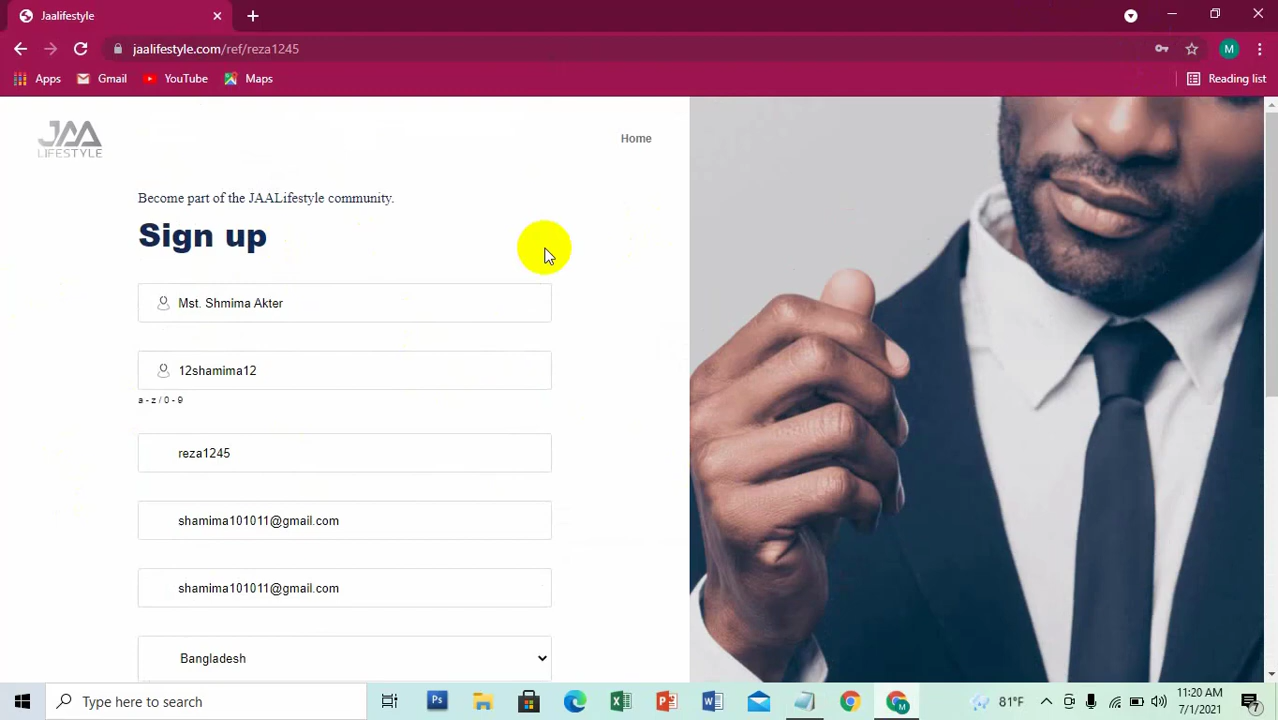 Jaalifestyle
jaalifestyle.com/ref/reza1245
M
Apps Gmail YouTube Maps Reading list
JAA
LIFESTYLE
Home
Become part of the JAALifestyle community.
Sign up
Mst. Shmima Akter
12shamima12
a - z / 0 - 9
reza1245
shamima101011@gmail.com
shamima101011@gmail.com
Bangladesh
Type here to search
81°F
11:20 AM
7/1/2021
7